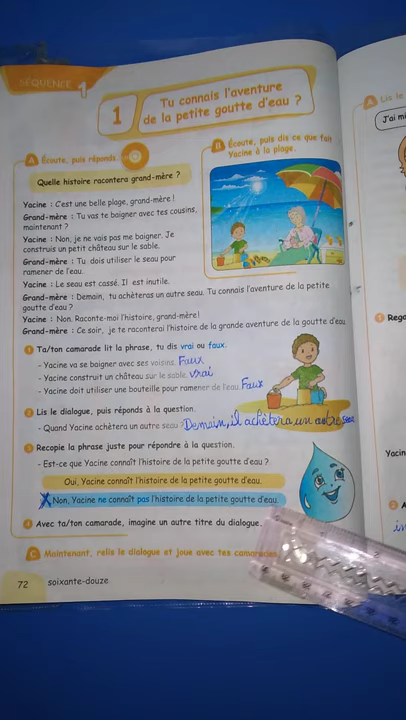 SÉQUENCE 1
1
Tu connais l'aventure
de la petite goutte d'eau ?
A Écoute, puis réponds.
Quelle histoire racontera grand-mère ?
B Écoute, puis dis ce que fait
Yacine à la plage.
Yacine : C'est une belle plage, grand-mère !
Grand-mère : Tu vas te baigner avec tes cousins,
maintenant ?
Yacine : Non, je ne vais pas me baigner. Je
construis un petit château sur le sable.
Grand-mère : Tu dois utiliser le seau pour
ramener de l'eau.
Yacine : Le seau est cassé. Il est inutile.
Grand-mère : Demain, tu achèteras un autre seau. Tu connais l'aventure de la petite
goutte d'eau ?
Yacine : Non. Raconte-moi l'histoire, grand-mère!
Grand-mère : Ce soir, je te raconterai l'histoire de la grande aventure de la goutte d'eau
1 Ta/ton camarade lit la phrase, tu dis vrai ou faux.
- Yacine va se baigner avec ses voisins. Faux
- Yacine construit un château sur le sable. vrai
- Yacine doit utiliser une bouteille pour ramener de l'eau. Faux
2 Lis le dialogue, puis réponds à la question.
- Quand Yacine achètera un autre seau ? Demain, il achètera un autre seau
3 Recopie la phrase juste pour répondre à la question.
- Est-ce que Yacine connaît l'histoire de la petite goutte d'eau ?
Oui, Yacine connaît l'histoire de la petite goutte d'eau.
X Non, Yacine ne connaît pas l'histoire de la petite goutte d'eau.
4 Avec ta/ton camarade, imagine un autre titre du dialogue.
C Maintenant, relis le dialogue et joue avec tes camarades.
72 soixante-douze
A Lis le
J'ai mi
1 Rega
Yacin
2 A
in